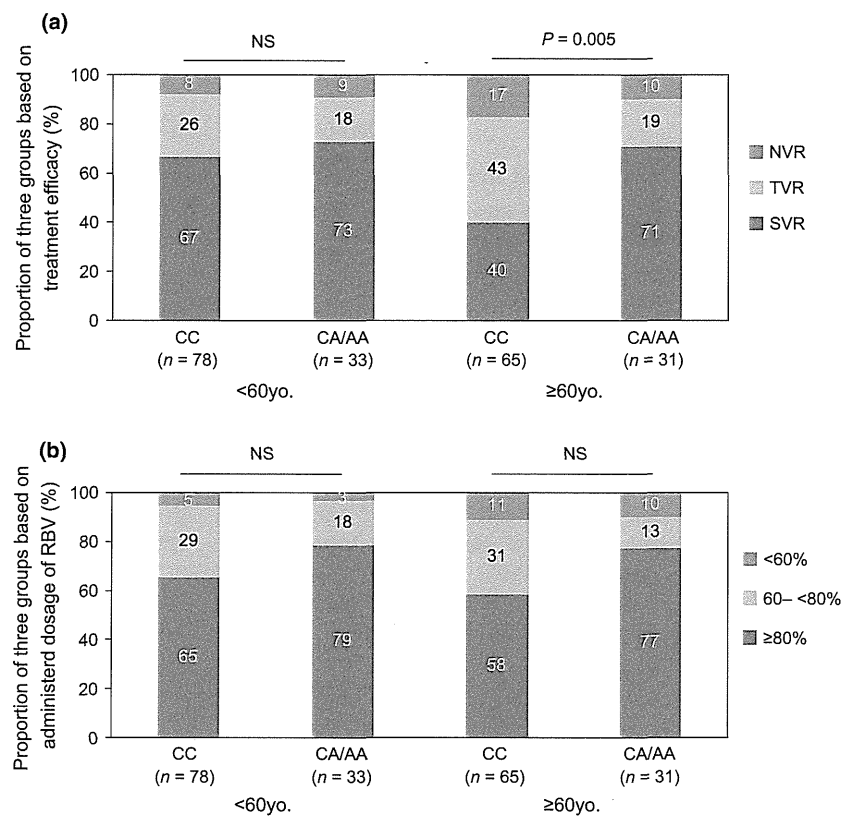 (a)
NS
P = 0.005
Proportion of three groups based on
treatment efficacy (%)
100
80
60
40
20
0
8
26
67
9
18
73
17
43
40
10
19
71
NVR
TVR
SVR
CC
(n = 78)
CA/AA
(n = 33)
CC
(n = 65)
CA/AA
(n = 31)
<60yo.
≥60yo.
(b)
NS
NS
Proportion of three groups based on
administerd dosage of RBV (%)
100
80
60
40
20
0
5
29
65
3
18
79
11
31
58
10
13
77
<60%
60– <80%
≥80%
CC
(n = 78)
CA/AA
(n = 33)
CC
(n = 65)
CA/AA
(n = 31)
<60yo.
≥60yo.